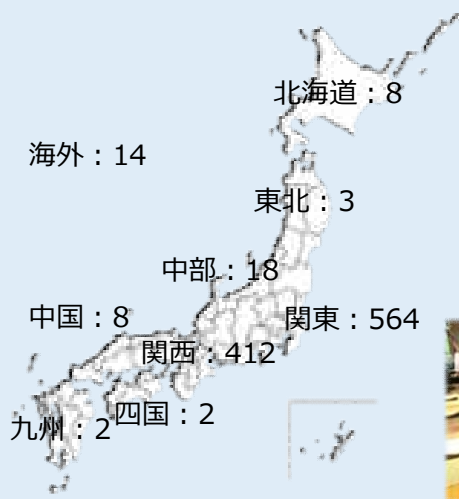 北海道：8
海外：14
東北：3
中部：18
中国：8
関東：564
関西：412
四国：2
九州：2